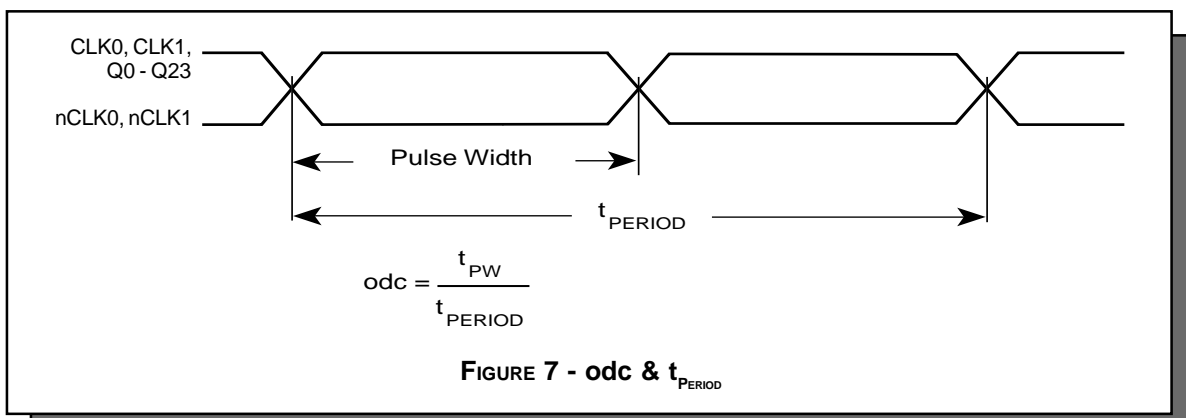 CLK0, CLK1,
Q0 - Q23
nCLK0, nCLK1
Pulse Width
tPERIOD
odc = tPW
tPERIOD
FIGURE 7 - odc & tPERIOD